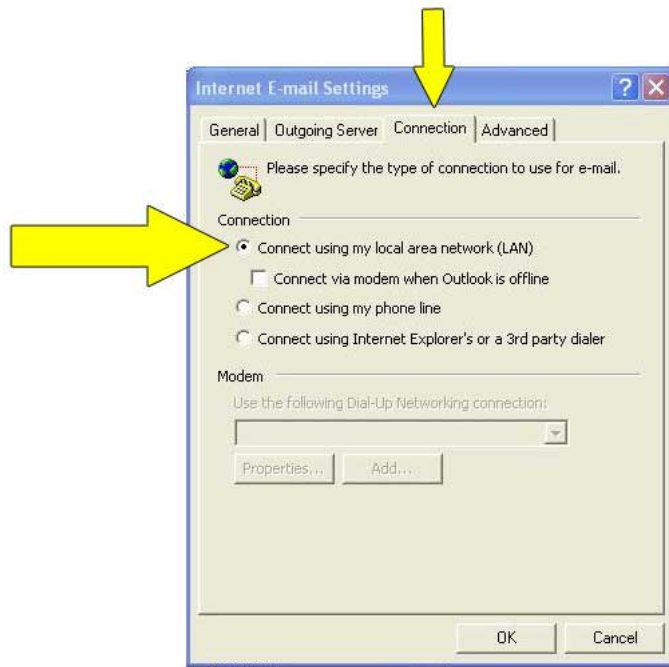 Internet E-mail Settings
General Outgoing Server Connection Advanced
Please specify the type of connection to use for e-mail.
Connection
Connect using my local area network (LAN)
Connect via modem when Outlook is offline
Connect using my phone line
Connect using Internet Explorer's or a 3rd party dialer
Modem
Use the following Dial-Up Networking connection:
Properties... Add...
OK Cancel